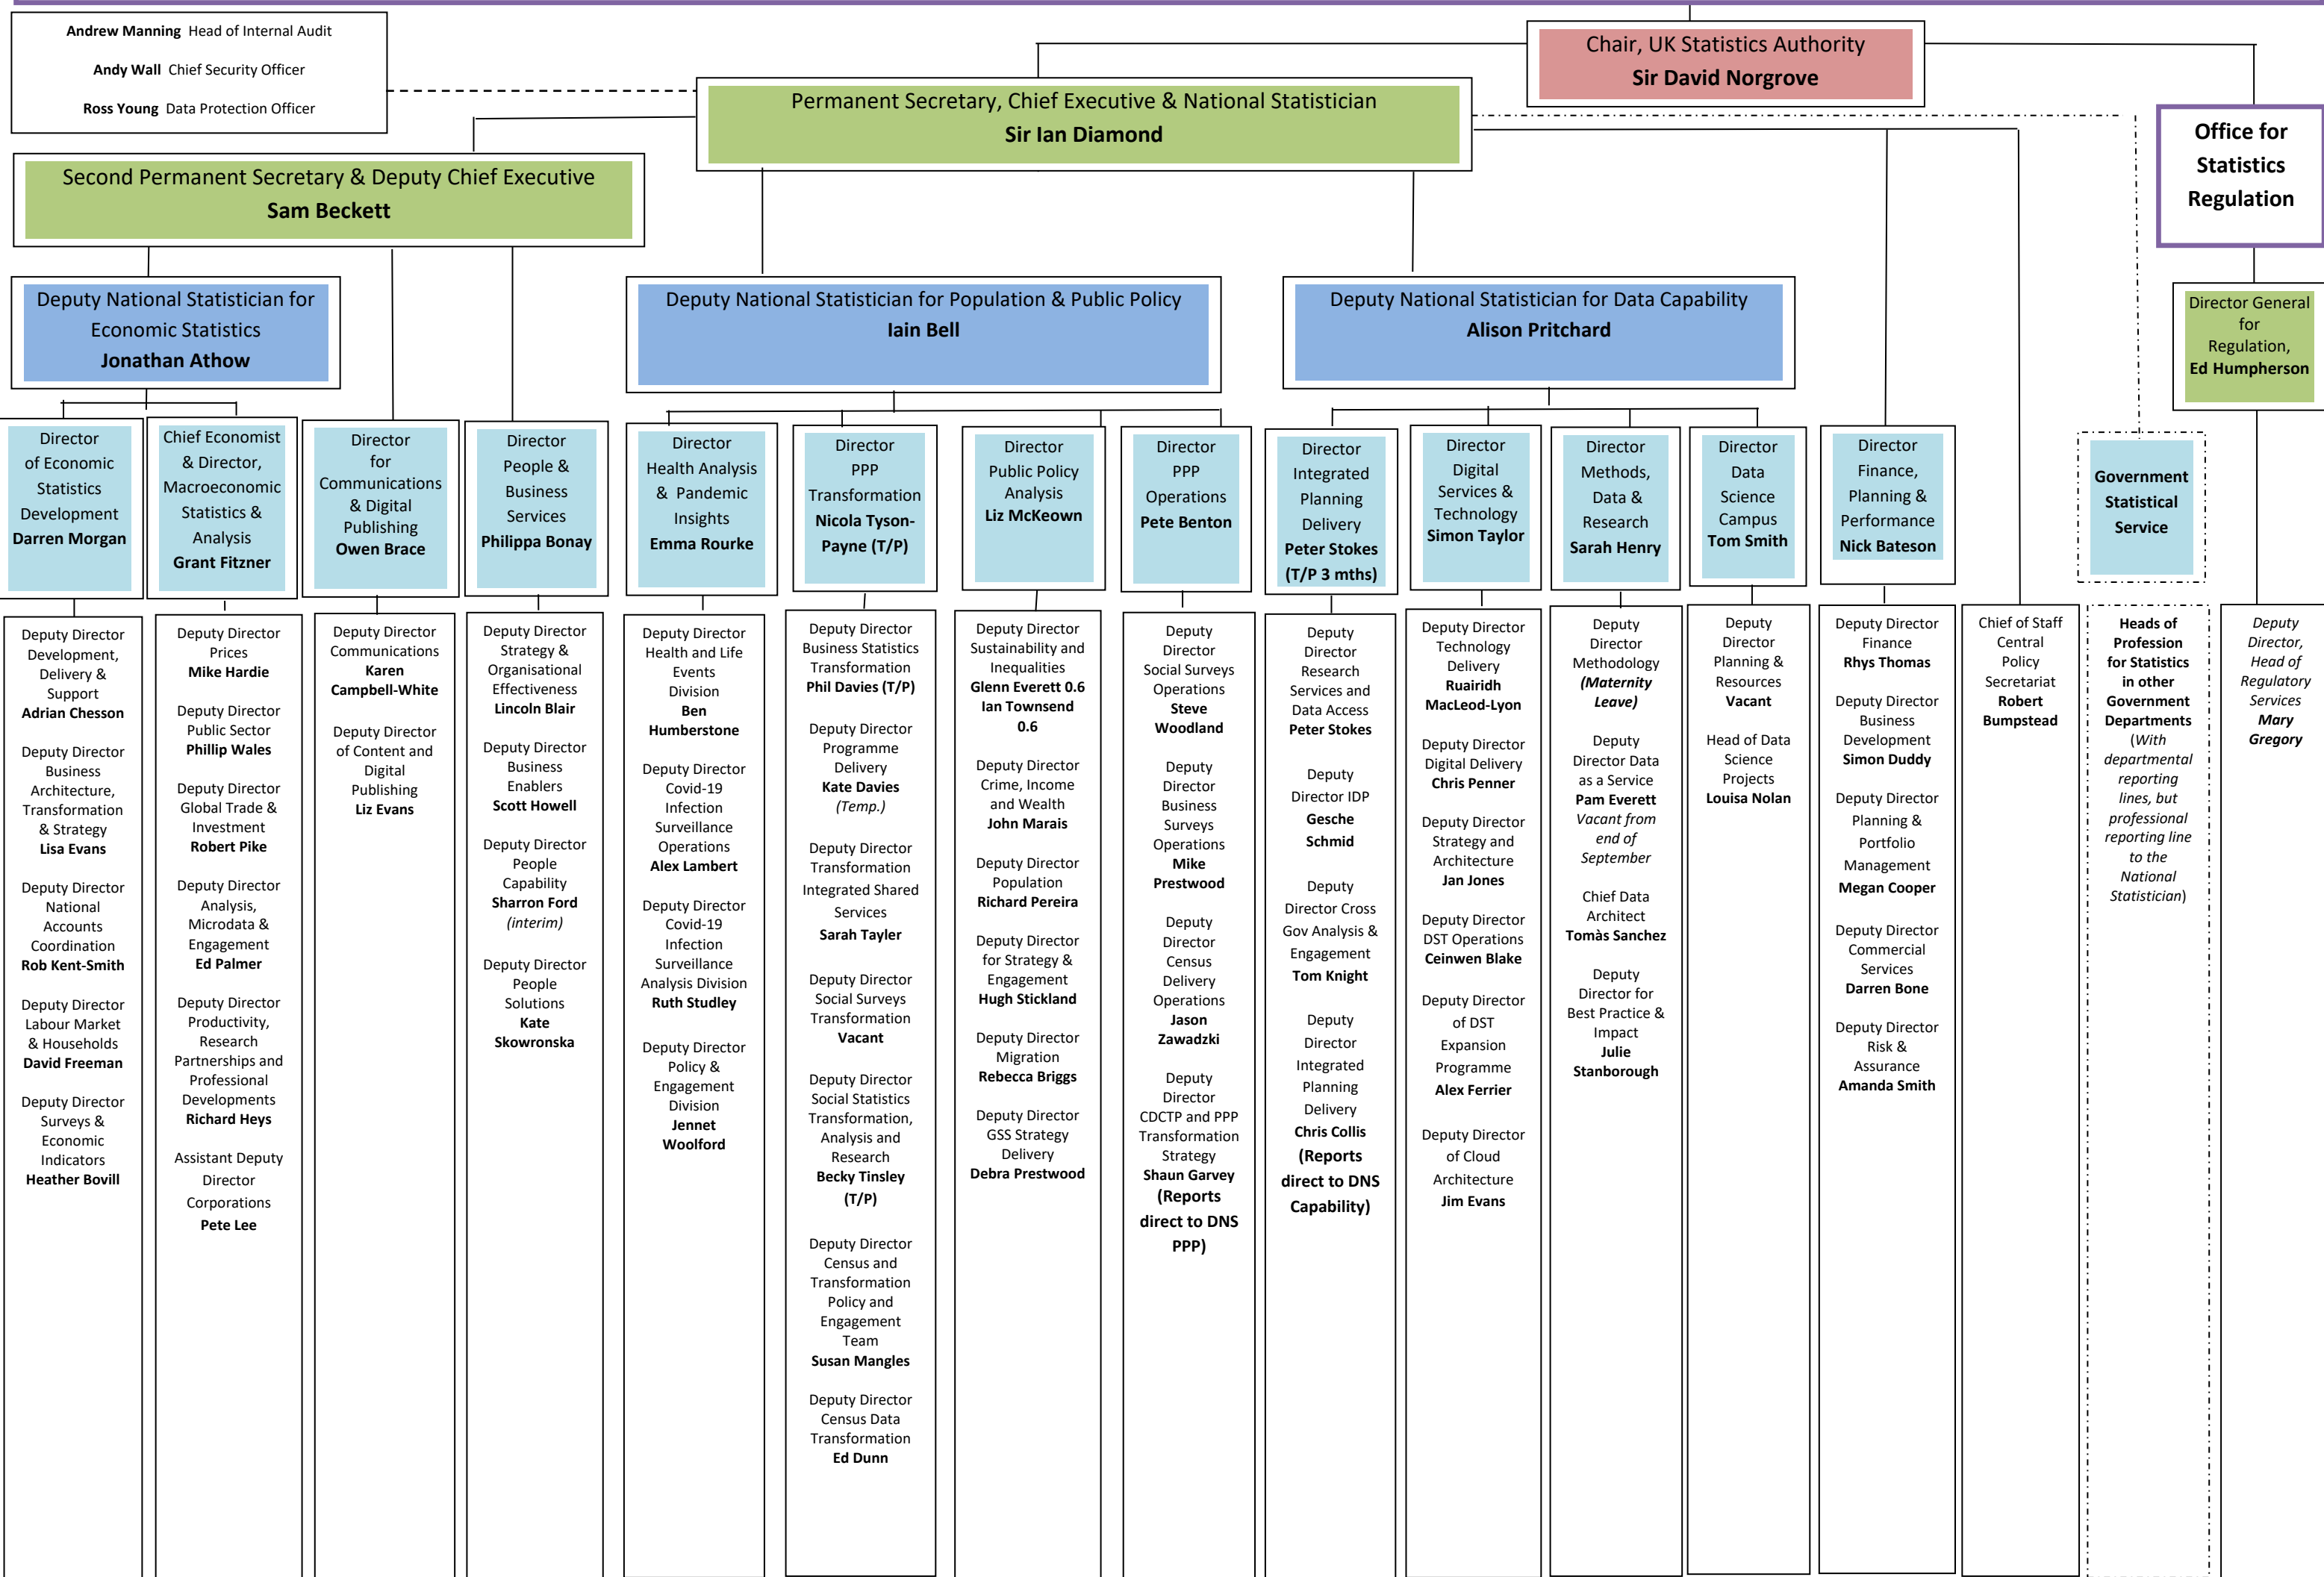 Andrew Manning Head of Internal Audit
Andy Wall Chief Security Officer
Ross Young Data Protection Officer
Chair, UK Statistics Authority
Sir David Norgrove
Permanent Secretary, Chief Executive & National Statistician
Sir Ian Diamond
Office for
Statistics
Regulation
Second Permanent Secretary & Deputy Chief Executive
Sam Beckett
Deputy National Statistician for
Economic Statistics
Jonathan Athow
Deputy National Statistician for Population & Public Policy
Iain Bell
Deputy National Statistician for Data Capability
Alison Pritchard
Director General
for
Regulation,
Ed Humpherson
Director
of Economic
Statistics
Development
Darren Morgan
Chief Economist
& Director,
Macroeconomic
Statistics &
Analysis
Grant Fitzner
Director
for
Communications
& Digital
Publishing
Owen Brace
Director
People &
Business
Services
Philippa Bonay
Director
Health Analysis
& Pandemic
Insights
Emma Rourke
Director
PPP
Transformation
Nicola Tyson-
Payne (T/P)
Director
Public Policy
Analysis
Liz McKeown
Director
PPP
Operations
Pete Benton
Director
Integrated
Planning
Delivery
Peter Stokes
(T/P 3 mths)
Director
Digital
Services &
Technology
Simon Taylor
Director
Methods,
Data &
Research
Sarah Henry
Director
Data
Science
Campus
Tom Smith
Director
Finance,
Planning &
Performance
Nick Bateson
Government
Statistical
Service
Deputy Director
Development,
Delivery &
Support
Adrian Chesson
Deputy Director
Business
Architecture,
Transformation
& Strategy
Lisa Evans
Deputy Director
National
Accounts
Coordination
Rob Kent-Smith
Deputy Director
Labour Market
& Households
David Freeman
Deputy Director
Surveys &
Economic
Indicators
Heather Bovill
Deputy Director
Prices
Mike Hardie
Deputy Director
Public Sector
Phillip Wales
Deputy Director
Global Trade &
Investment
Robert Pike
Deputy Director
Analysis,
Microdata &
Engagement
Ed Palmer
Deputy Director
Productivity,
Research
Partnerships and
Professional
Developments
Richard Heys
Assistant Deputy
Director
Corporations
Pete Lee
Deputy Director
Communications
Karen
Campbell-White
Deputy Director
of Content and
Digital
Publishing
Liz Evans
Deputy Director
Strategy &
Organisational
Effectiveness
Lincoln Blair
Deputy Director
Business
Enablers
Scott Howell
Deputy Director
People
Capability
Sharron Ford
(interim)
Deputy Director
People
Solutions
Kate
Skowronska
Deputy Director
Health and Life
Events
Division
Ben
Humberstone
Deputy Director
Covid-19
Infection
Surveillance
Operations
Alex Lambert
Deputy Director
Covid-19
Infection
Surveillance
Analysis Division
Ruth Studley
Deputy Director
Policy &
Engagement
Division
Jennet
Woolford
Deputy Director
Business Statistics
Transformation
Phil Davies (T/P)
Deputy Director
Programme
Delivery
Kate Davies
(Temp.)
Deputy Director
Transformation
Integrated Shared
Services
Sarah Tayler
Deputy Director
Social Surveys
Transformation
Vacant
Deputy Director
Social Statistics
Transformation,
Analysis and
Research
Becky Tinsley
(T/P)
Deputy Director
Census and
Transformation
Policy and
Engagement
Team
Susan Mangles
Deputy Director
Census Data
Transformation
Ed Dunn
Deputy Director
Sustainability and
Inequalities
Glenn Everett 0.6
Ian Townsend
0.6
Deputy Director
Crime, Income
and Wealth
John Marais
Deputy Director
Population
Richard Pereira
Deputy Director
for Strategy &
Engagement
Hugh Stickland
Deputy Director
Migration
Rebecca Briggs
Deputy Director
GSS Strategy
Delivery
Debra Prestwood
Deputy
Director
Social Surveys
Operations
Steve
Woodland
Deputy
Director
Business
Surveys
Operations
Mike
Prestwood
Deputy
Director
Census
Delivery
Operations
Jason
Zawadzki
Deputy
Director
CDCTP and PPP
Transformation
Strategy
Shaun Garvey
(Reports
direct to DNS
PPP)
Deputy
Director
Research
Services and
Data Access
Peter Stokes
Deputy
Director IDP
Gesche
Schmid
Deputy
Director Cross
Gov Analysis &
Engagement
Tom Knight
Deputy
Director
Integrated
Planning
Delivery
Chris Collis
(Reports
direct to DNS
Capability)
Deputy Director
Technology
Delivery
Ruairidh
MacLeod-Lyon
Deputy Director
Digital Delivery
Chris Penner
Deputy Director
Strategy and
Architecture
Jan Jones
Deputy Director
DST Operations
Ceinwen Blake
Deputy Director
of DST
Expansion
Programme
Alex Ferrier
Deputy Director
of Cloud
Architecture
Jim Evans
Deputy
Director
Methodology
(Maternity
Leave)
Deputy
Director Data
as a Service
Pam Everett
Vacant from
end of
September
Chief Data
Architect
Tomàs Sanchez
Deputy
Director for
Best Practice &
Impact
Julie
Stanborough
Deputy
Director
Planning &
Resources
Vacant
Head of Data
Science
Projects
Louisa Nolan
Deputy Director
Finance
Rhys Thomas
Deputy Director
Business
Development
Simon Duddy
Deputy Director
Planning &
Portfolio
Management
Megan Cooper
Deputy Director
Commercial
Services
Darren Bone
Deputy Director
Risk &
Assurance
Amanda Smith
Chief of Staff
Central
Policy
Secretariat
Robert
Bumpstead
Heads of
Profession
for Statistics
in other
Government
Departments
(With
departmental
reporting
lines, but
professional
reporting line
to the
National
Statistician)
Deputy
Director,
Head of
Regulatory
Services
Mary
Gregory